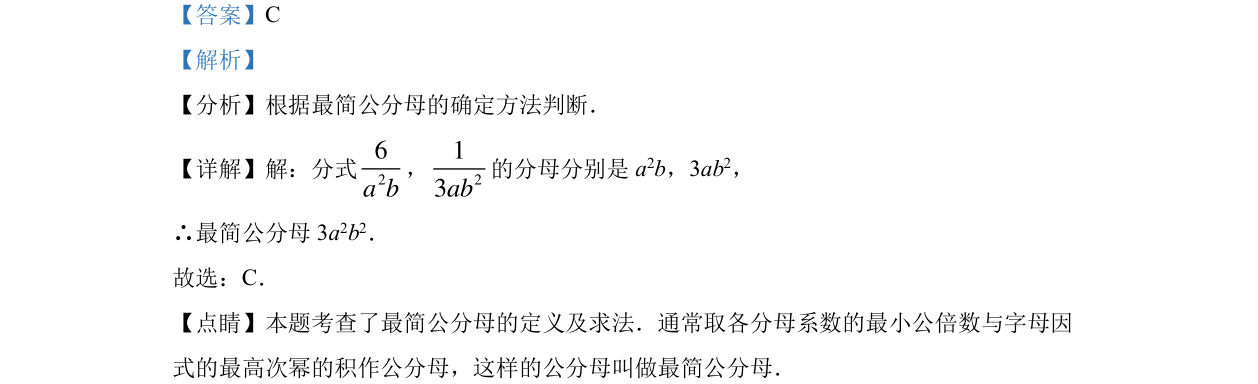 【答案】C
【解析】
【分析】根据最简公分母的确定方法判断．
【详解】解：分式 6/(a²b)，1/(3ab²) 的分母分别是 a²b，3ab²，
∴最简公分母 3a²b²．
故选：C．
【点睛】本题考查了最简公分母的定义及求法．通常取各分母系数的最小公倍数与字母因
式的最高次幂的积作公分母，这样的公分母叫做最简公分母．